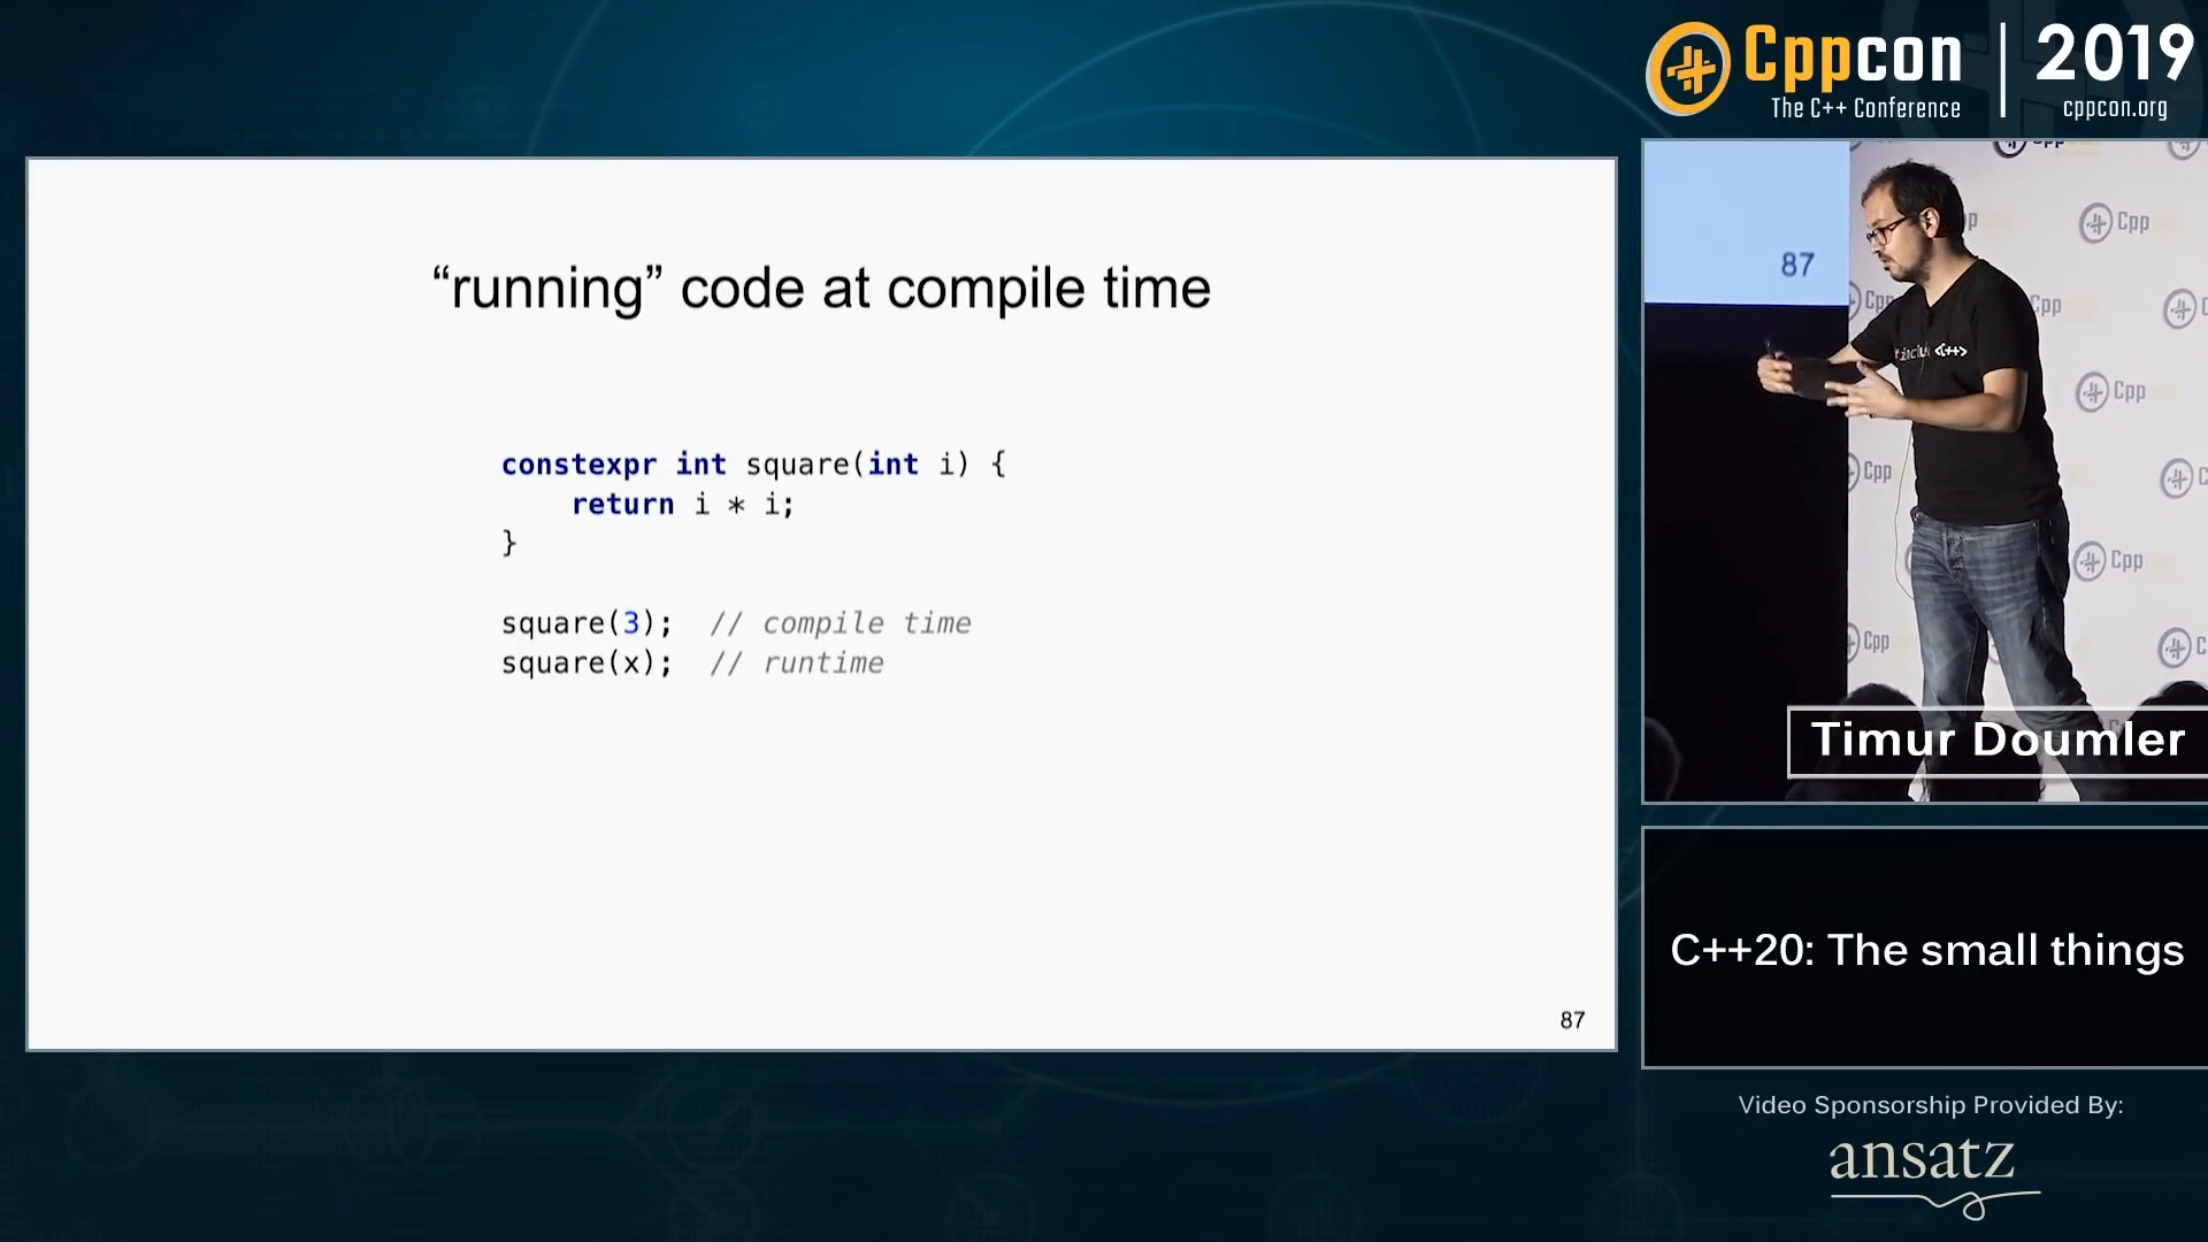 Cppcon | 2019
The C++ Conference
cppcon.org
“running” code at compile time
constexpr int square(int i) {
    return i * i;
}
square(3);  // compile time
square(x);  // runtime
87
87
Cpp
Cpp
Cpp
Cpp
Cpp
Cpp
Cpp
<C++>
Timur Doumler
C++20: The small things
Video Sponsorship Provided By:
ansatz